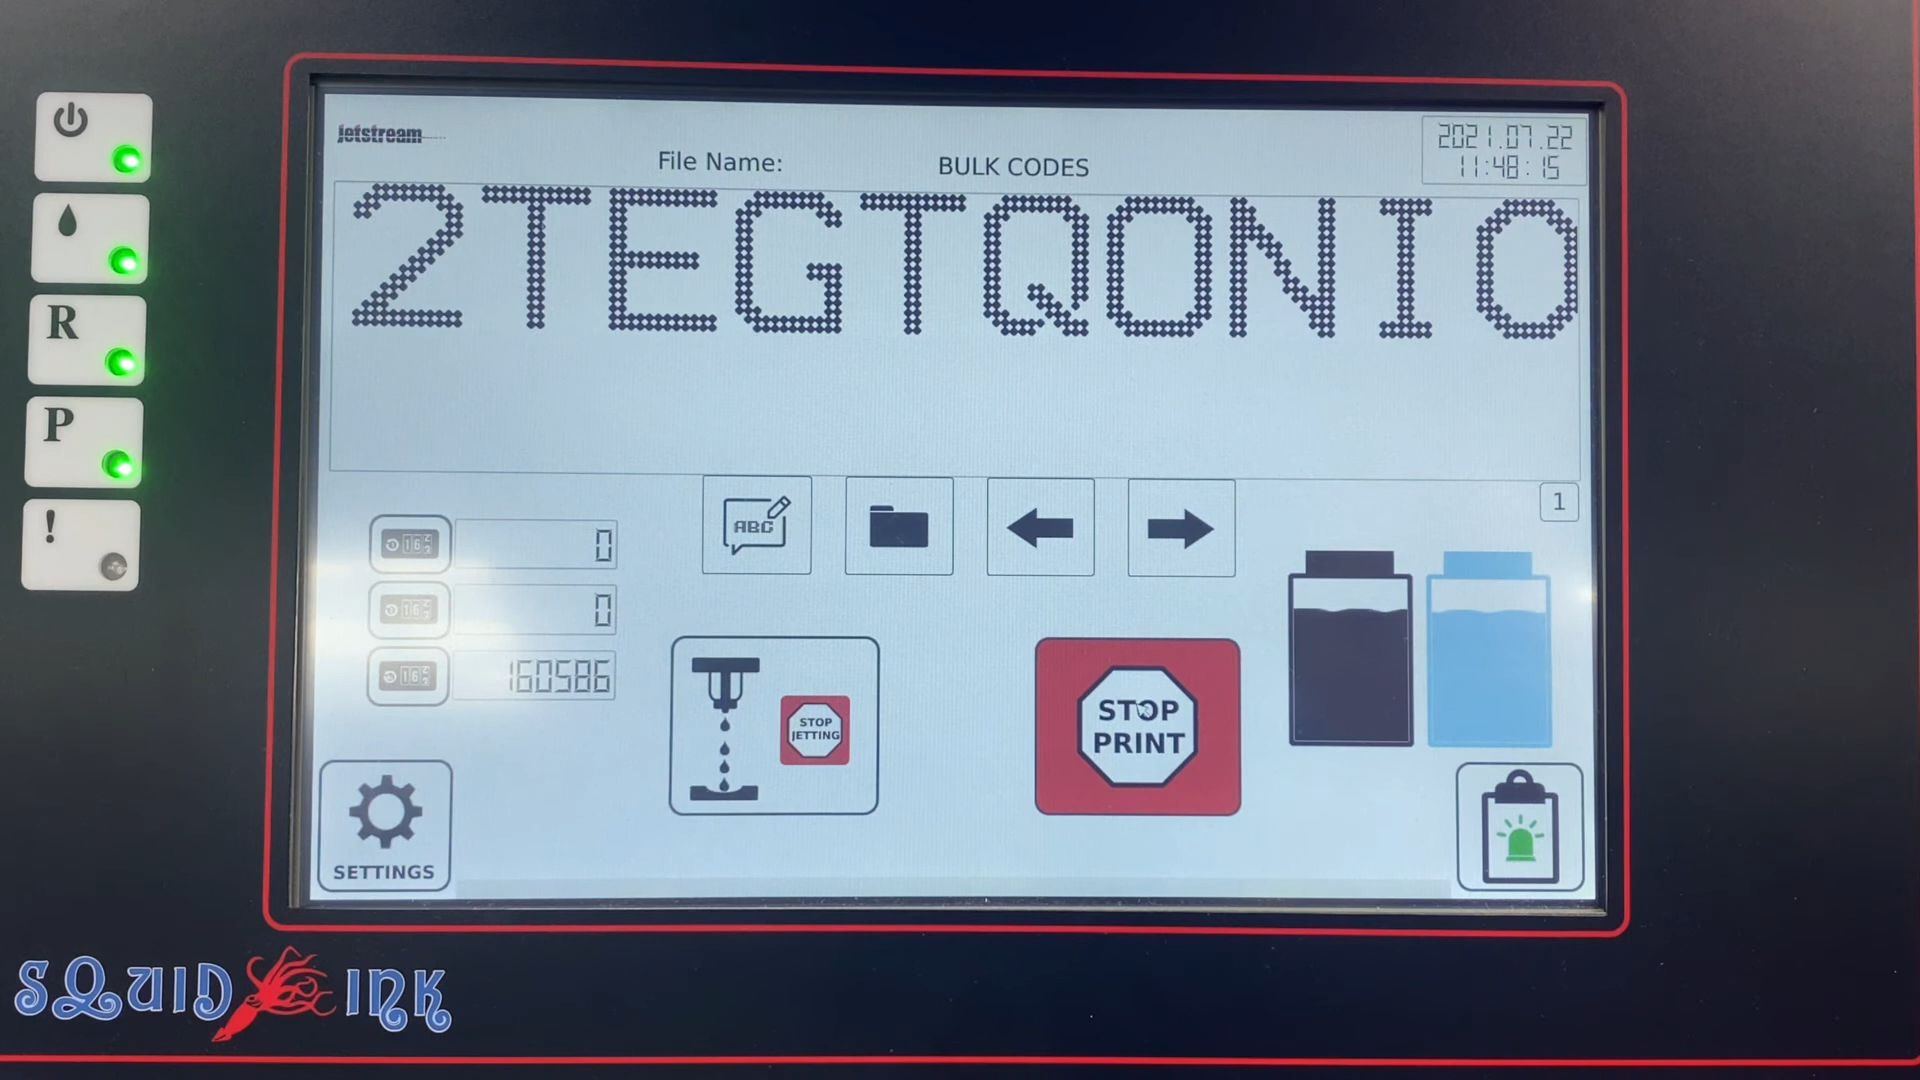 jetstream
File Name: BULK CODES
2021.07.22
11:48:15
2TEGTQONIO
R
P
!
1
ABC
0
0
160586
STOP
JETTING
STOP
PRINT
SETTINGS
SQUID INK